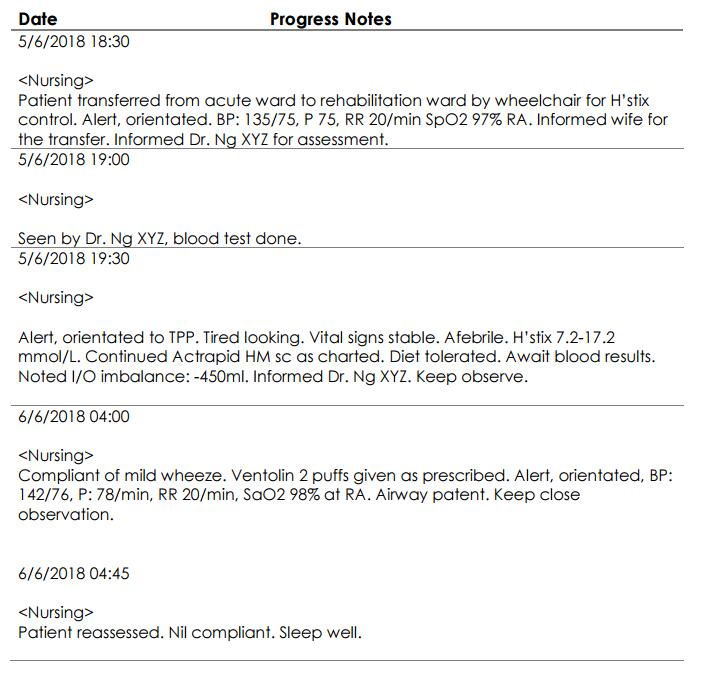 Date Progress Notes
5/6/2018 18:30
<Nursing>
Patient transferred from acute ward to rehabilitation ward by wheelchair for H'stix
control. Alert, orientated. BP: 135/75, P 75, RR 20/min SpO2 97% RA. Informed wife for
the transfer. Informed Dr. Ng XYZ for assessment.
5/6/2018 19:00
<Nursing>
Seen by Dr. Ng XYZ, blood test done.
5/6/2018 19:30
<Nursing>
Alert, orientated to TPP. Tired looking. Vital signs stable. Afebrile. H'stix 7.2-17.2
mmol/L. Continued Actrapid HM sc as charted. Diet tolerated. Await blood results.
Noted I/O imbalance: -450ml. Informed Dr. Ng XYZ. Keep observe.
6/6/2018 04:00
<Nursing>
Compliant of mild wheeze. Ventolin 2 puffs given as prescribed. Alert, orientated, BP:
142/76, P: 78/min, RR 20/min, SaO2 98% at RA. Airway patent. Keep close
observation.
6/6/2018 04:45
<Nursing>
Patient reassessed. Nil compliant. Sleep well.